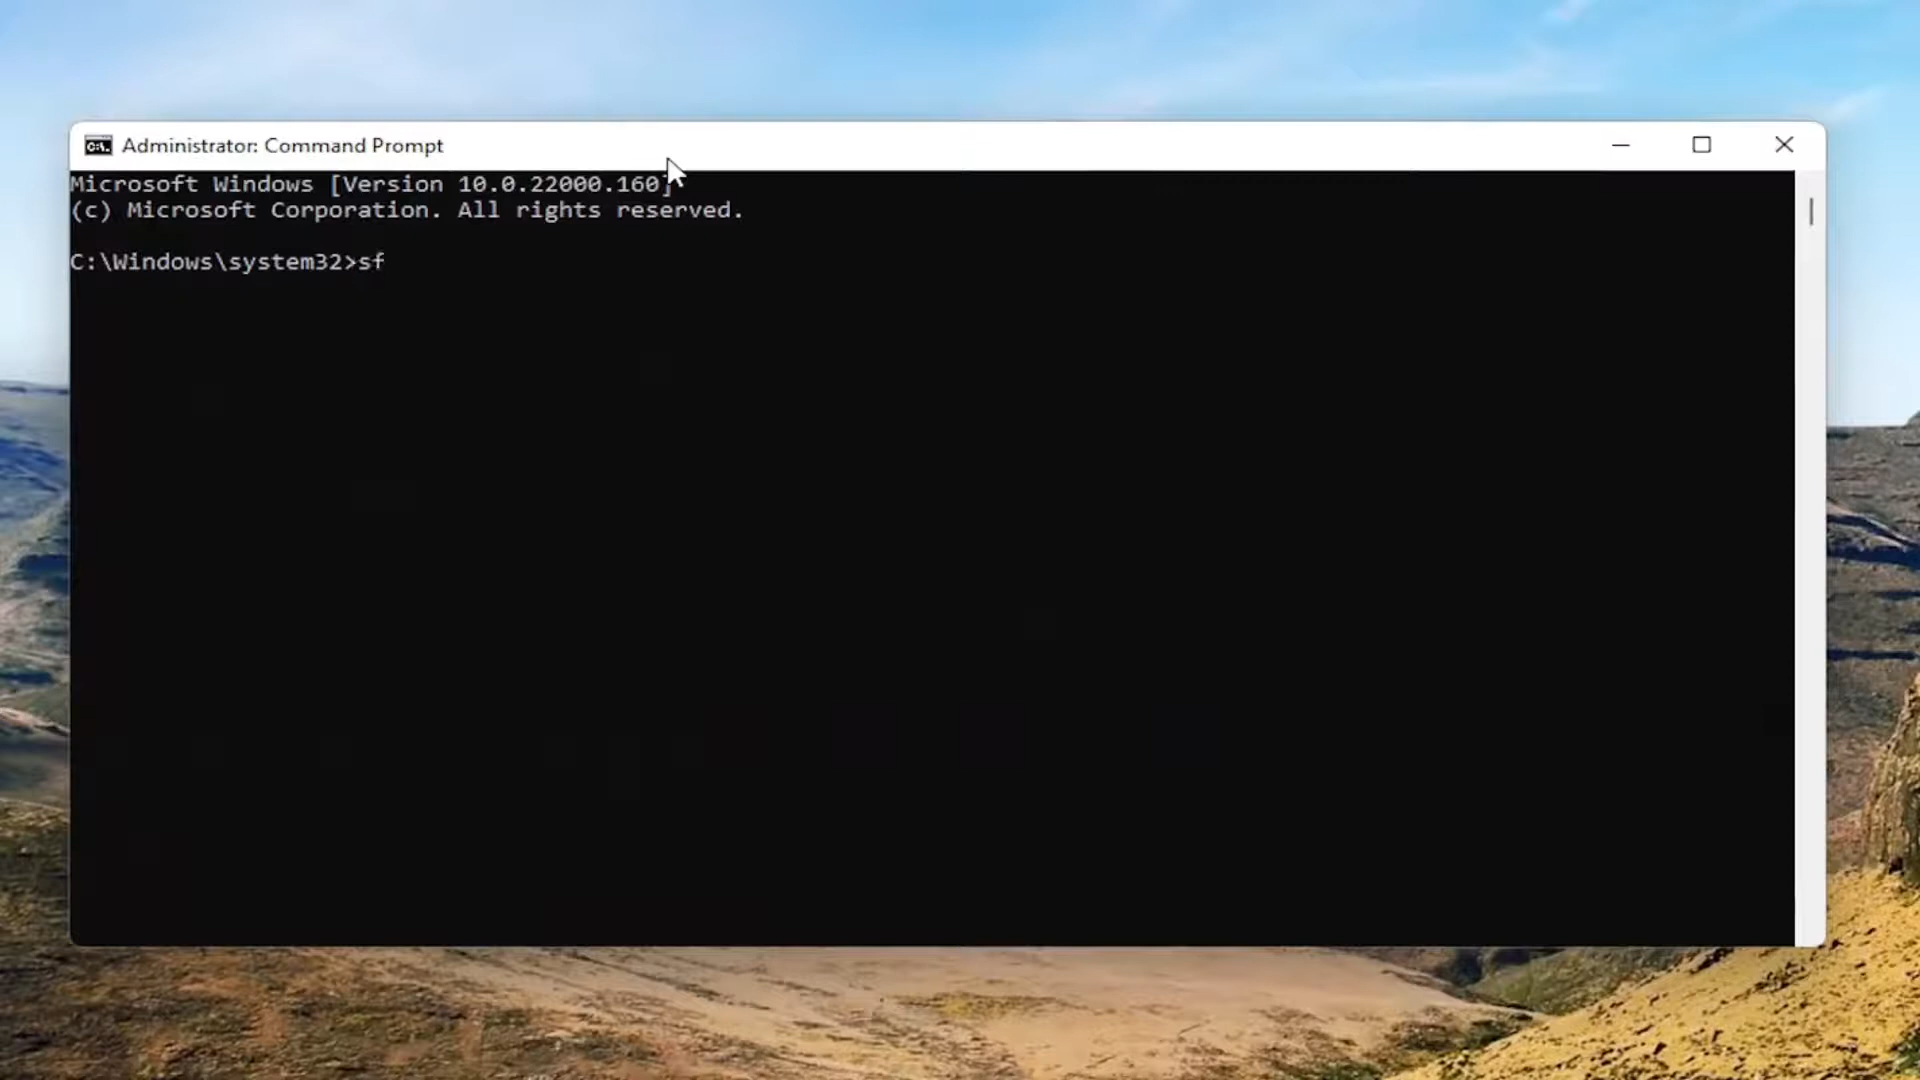 Administrator: Command Prompt
Microsoft Windows [Version 10.0.22000.160]
(c) Microsoft Corporation. All rights reserved.
C:\Windows\system32>sf